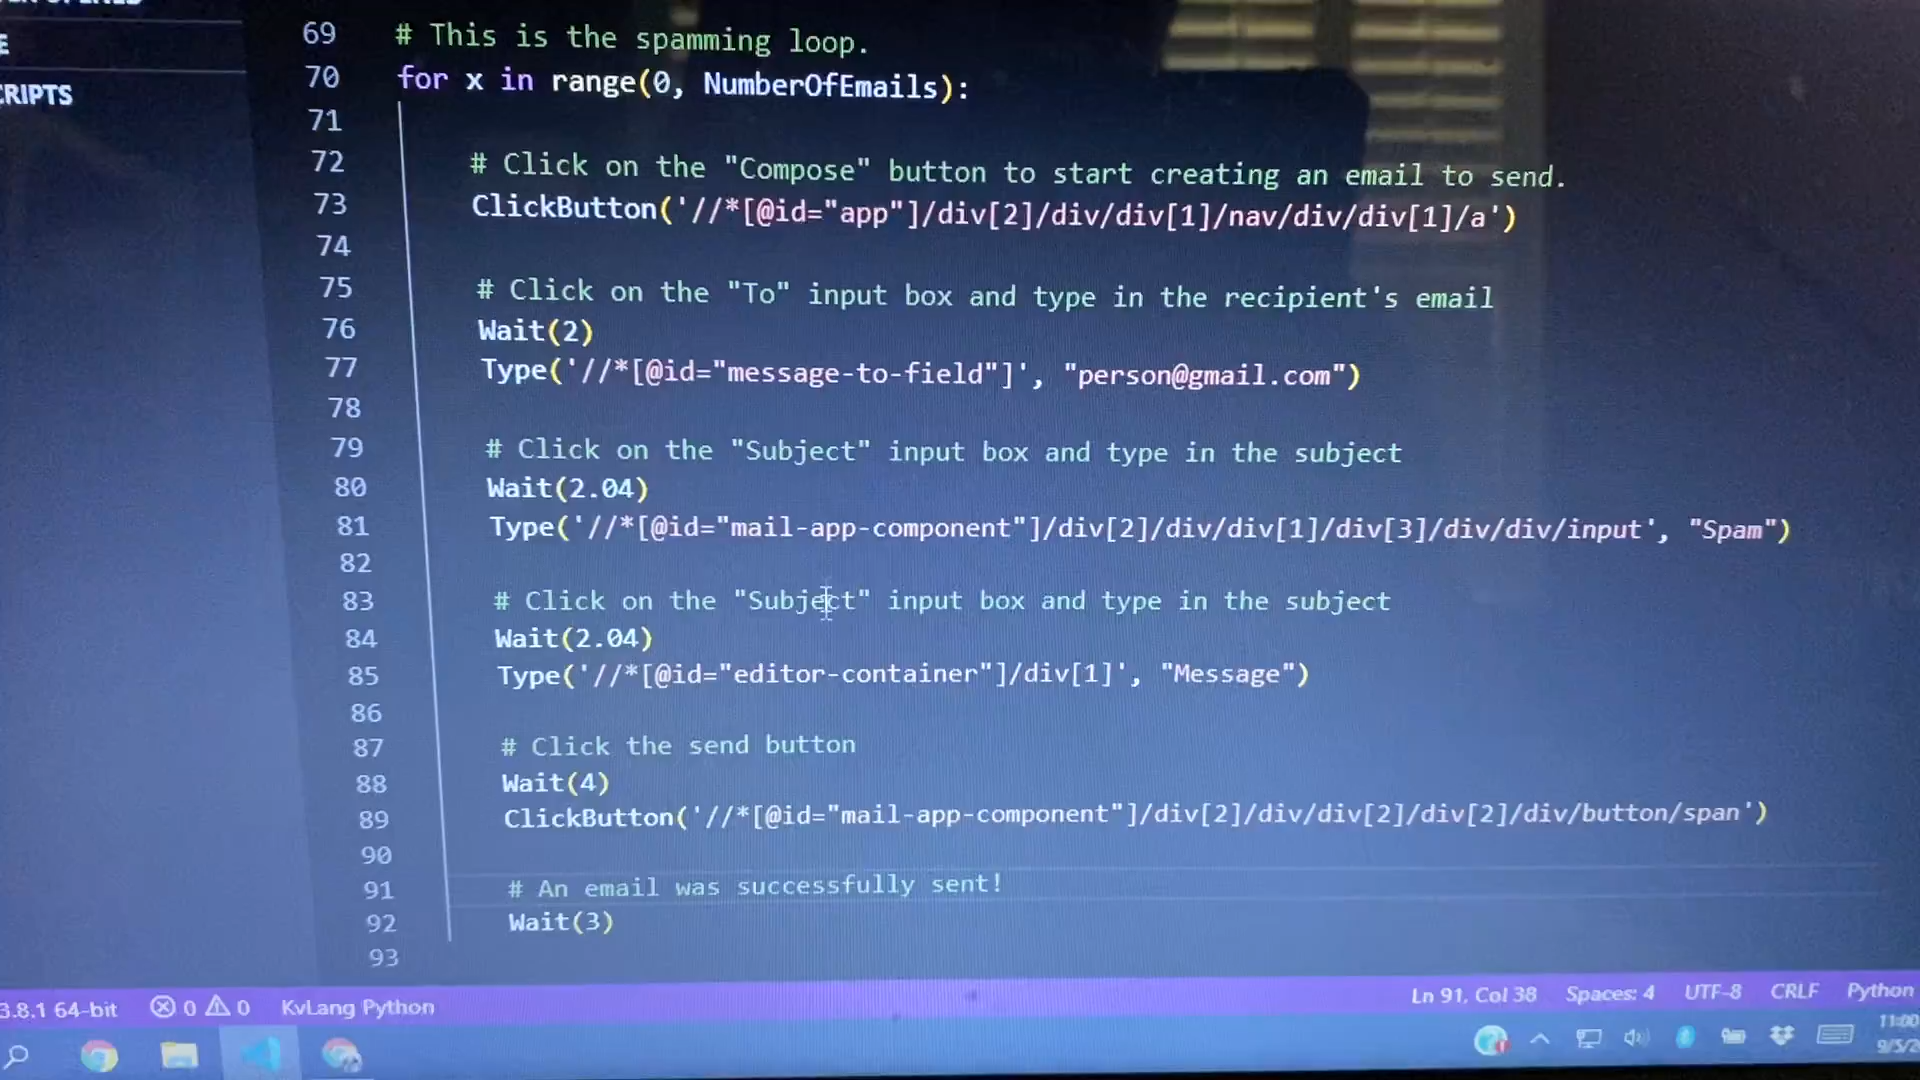 CRIPTS
69 # This is the spamming loop.
70 for x in range(0, NumberOfEmails):
71
72 # Click on the "Compose" button to start creating an email to send.
73 ClickButton('//*[@id="app"]/div[2]/div/div[1]/nav/div/div[1]/a')
74
75 # Click on the "To" input box and type in the recipient's email
76 Wait(2)
77 Type('//*[@id="message-to-field"]', "person@gmail.com")
78
79 # Click on the "Subject" input box and type in the subject
80 Wait(2.04)
81 Type('//*[@id="mail-app-component"]/div[2]/div/div[1]/div[3]/div/div/input', "Spam")
82
83 # Click on the "Subject" input box and type in the subject
84 Wait(2.04)
85 Type('//*[@id="editor-container"]/div[1]', "Message")
86
87 # Click the send button
88 Wait(4)
89 ClickButton('//*[@id="mail-app-component"]/div[2]/div/div[2]/div[2]/div/button/span')
90
91 # An email was successfully sent!
92 Wait(3)
93
3.8.1 64-bit 0 0 KvLang Python Ln 91, Col 38 Spaces: 4 UTF-8 CRLF Python
11:00
9/5/2